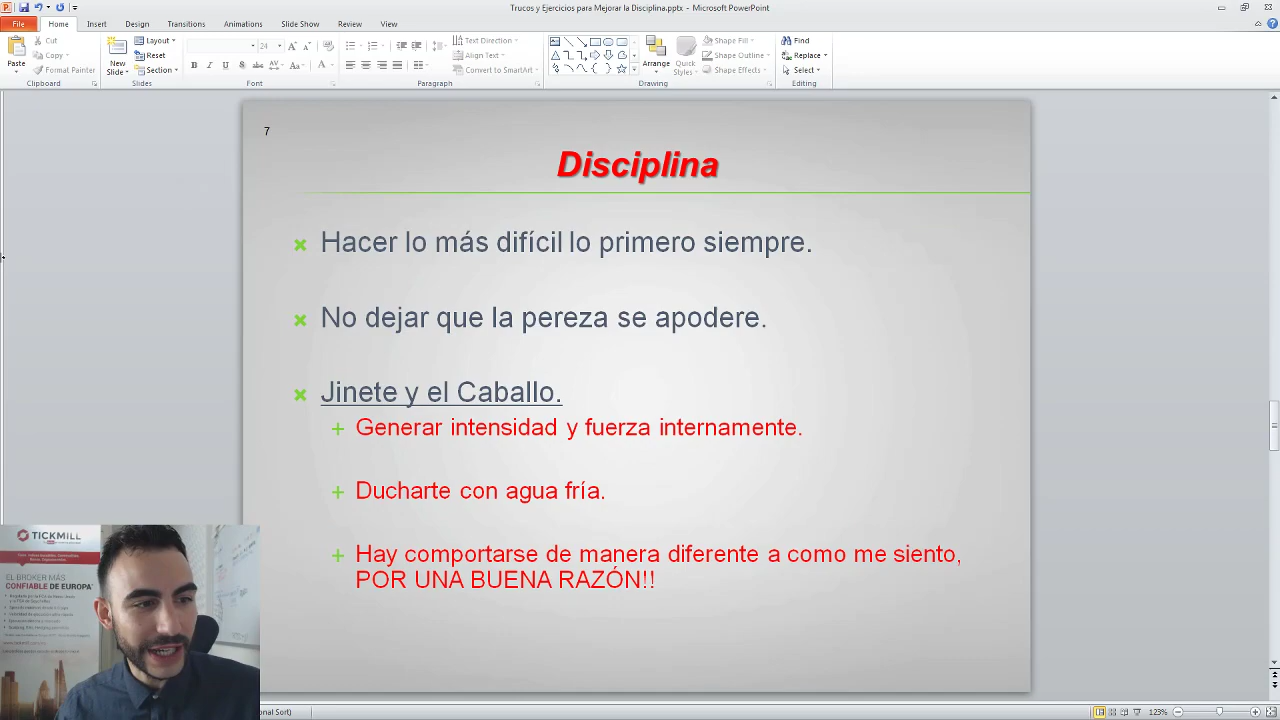 Trucos y Ejercicios para Mejorar la Disciplina.pptx - Microsoft PowerPoint
File Home Insert Design Transitions Animations Slide Show Review View
Paste
Cut
Copy
Format Painter
Clipboard
New Slide
Layout
Reset
Section
Slides
24
Font
Paragraph
Text Direction
Align Text
Convert to SmartArt
Arrange
Quick Styles
Shape Fill
Shape Outline
Shape Effects
Drawing
Find
Replace
Select
Editing
7
Disciplina
Hacer lo más difícil lo primero siempre.
No dejar que la pereza se apodere.
Jinete y el Caballo.
Generar intensidad y fuerza internamente.
Ducharte con agua fría.
Hay comportarse de manera diferente a como me siento,
POR UNA BUENA RAZÓN!!
TICKMILL
EL BRÓKER MÁS
CONFIABLE DE EUROPA
onal Sort)
123%